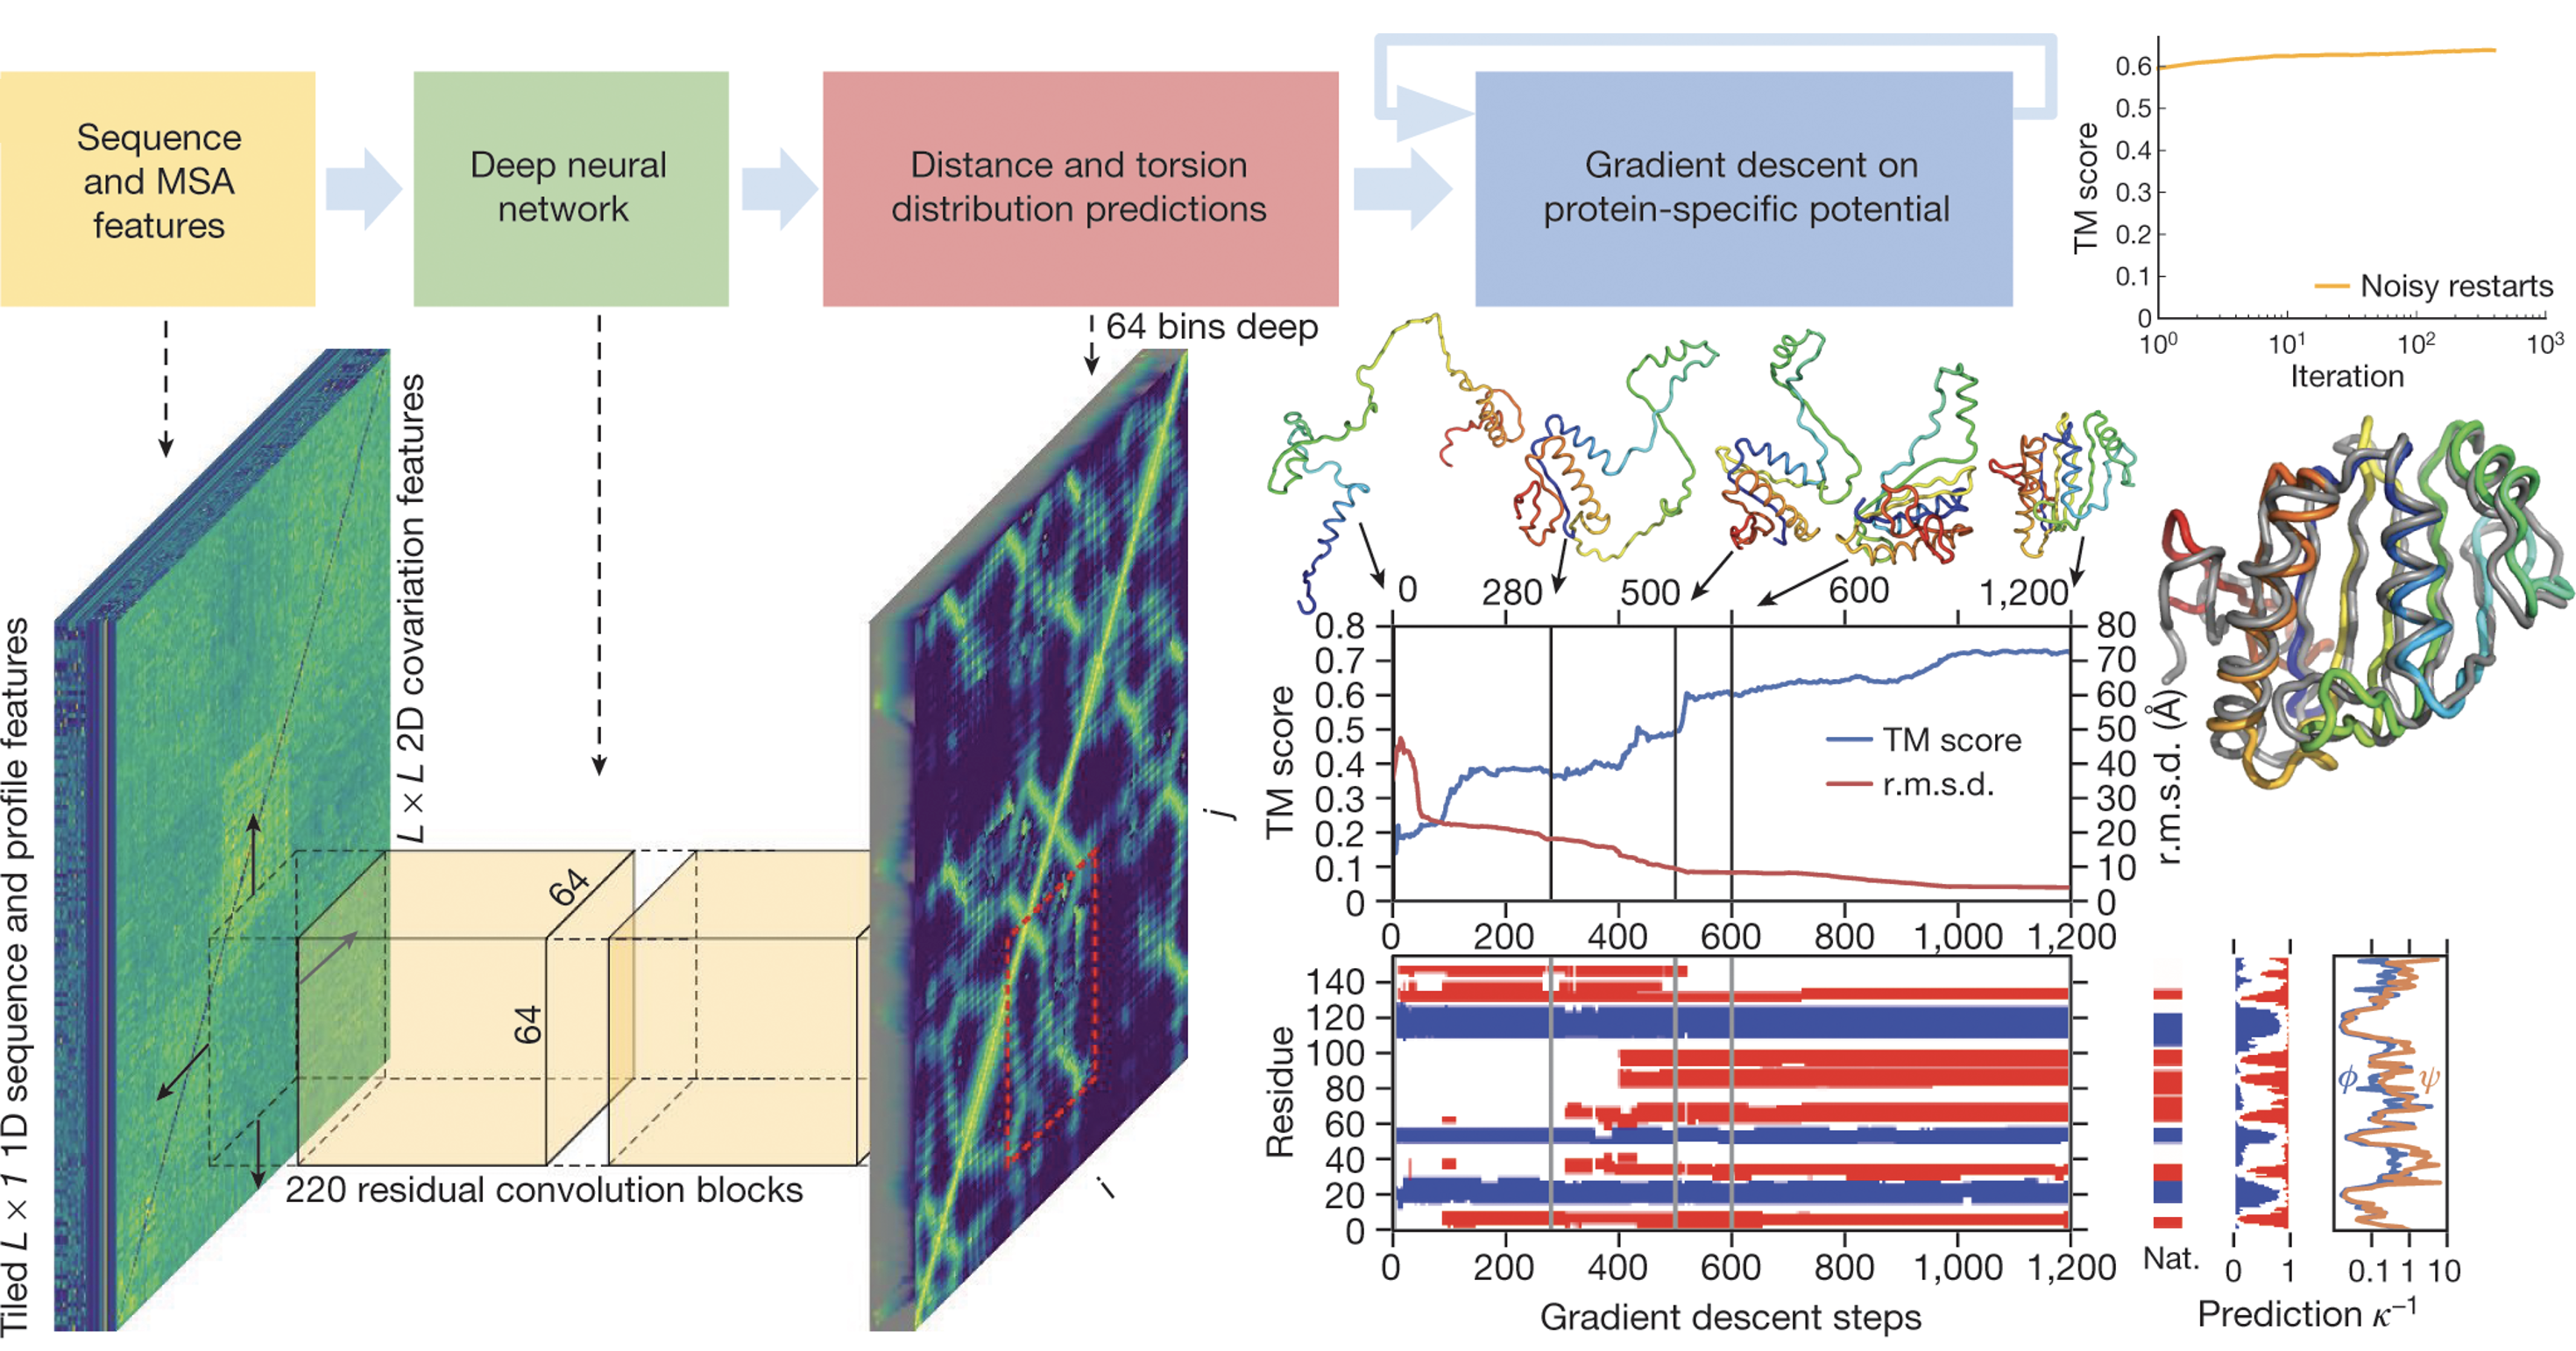 Sequence
and MSA
features
Deep neural
network
Distance and torsion
distribution predictions
Gradient descent on
protein-specific potential
TM score
0.6
0.5
0.4
0.3
0.2
0.1
0
Noisy restarts
10⁰ 10¹ 10² 10³
Iteration
64 bins deep
Tiled L × 1 1D sequence and profile features
L × L 2D covariation features
64
64
220 residual convolution blocks
j
i
0 280 500 600 1,200
TM score
0.8
0.7
0.6
0.5
0.4
0.3
0.2
0.1
0
80
70
60
50
40
30
20
10
0
r.m.s.d. (Å)
TM score
r.m.s.d.
0 200 400 600 800 1,000 1,200
Residue
140
120
100
80
60
40
20
0
0 200 400 600 800 1,000 1,200
Gradient descent steps
Nat.
0 1
ϕ ψ
0.1 1 10
Prediction κ⁻¹